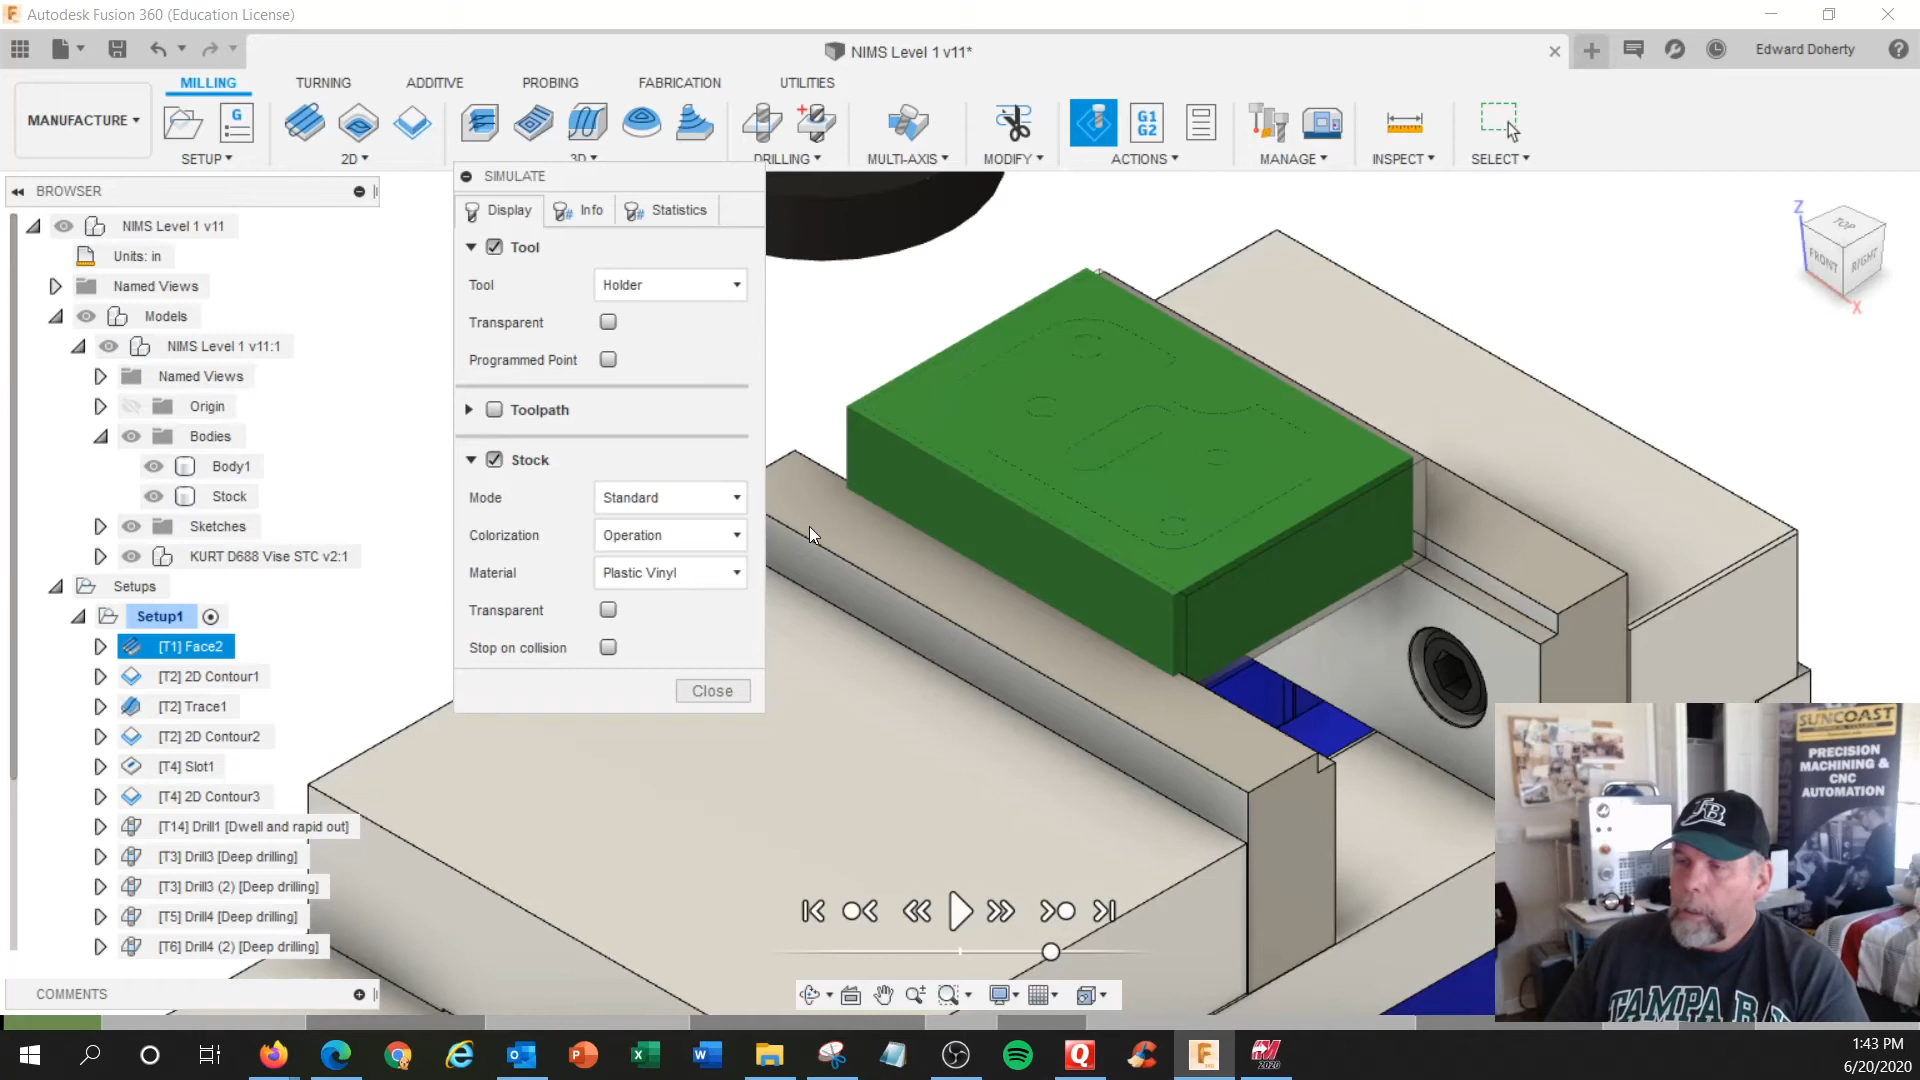 Autodesk Fusion 360 (Education License)
NIMS Level 1 v11*
Edward Doherty
MILLING
TURNING
ADDITIVE
PROBING
FABRICATION
UTILITIES
MANUFACTURE
SETUP
2D
3D
DRILLING
MULTI-AXIS
MODIFY
G1
G2
ACTIONS
MANAGE
INSPECT
SELECT
BROWSER
NIMS Level 1 v11
Units: in
Named Views
Models
NIMS Level 1 v11:1
Named Views
Origin
Bodies
Body1
Stock
Sketches
KURT D688 Vise STC v2:1
Setups
Setup1
[T1] Face2
[T2] 2D Contour1
[T2] Trace1
[T2] 2D Contour2
[T4] Slot1
[T4] 2D Contour3
[T14] Drill1 [Dwell and rapid out]
[T3] Drill3 [Deep drilling]
[T3] Drill3 (2) [Deep drilling]
[T5] Drill4 [Deep drilling]
[T6] Drill4 (2) [Deep drilling]
COMMENTS
SIMULATE
Display
Info
Statistics
Tool
Tool Holder
Transparent
Programmed Point
Toolpath
Stock
Mode Standard
Colorization Operation
Material Plastic Vinyl
Transparent
Stop on collision
Close
Z
TOP
FRONT
RIGHT
X
SUNCOAST
PRECISION
MACHINING &
CNC
AUTOMATION
TB
TAMPA BA
1:43 PM
6/20/2020